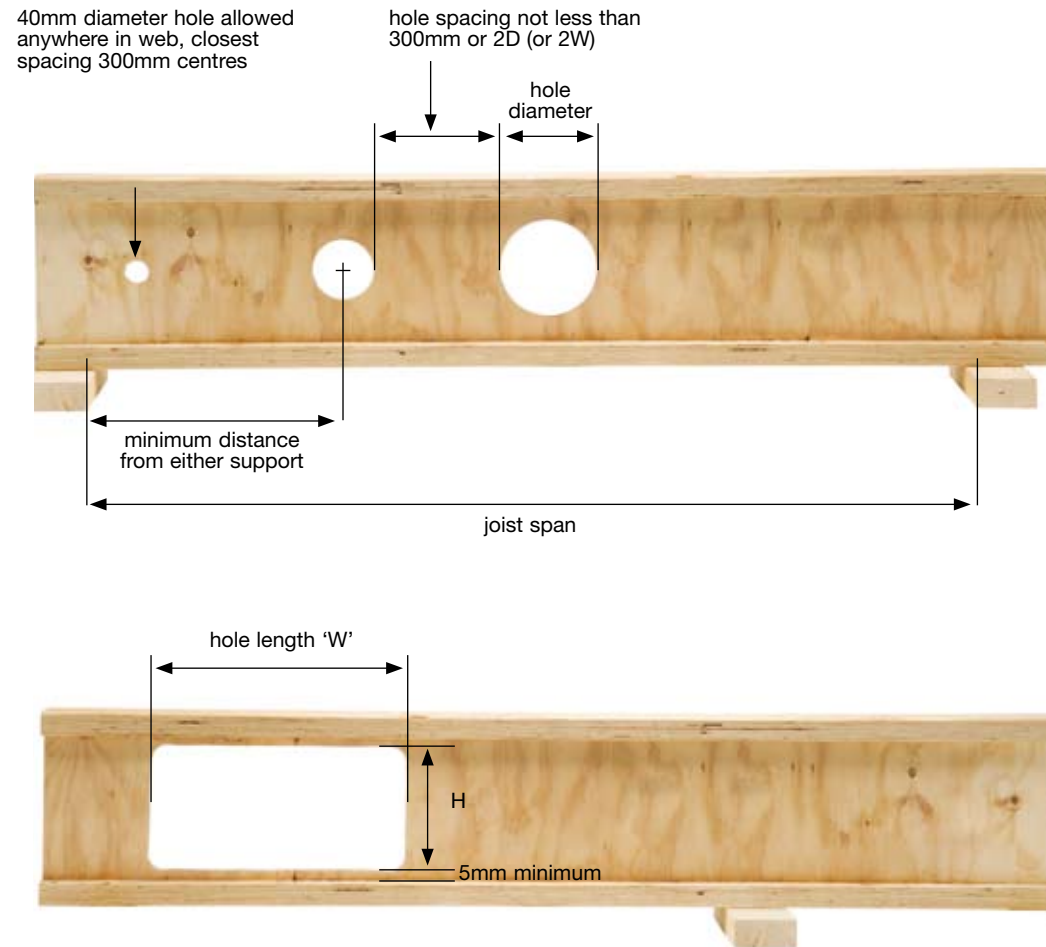 40mm diameter hole allowed
anywhere in web, closest
spacing 300mm centres
hole spacing not less than
300mm or 2D (or 2W)
hole
diameter
minimum distance
from either support
joist span
hole length ‘W’
H
5mm minimum